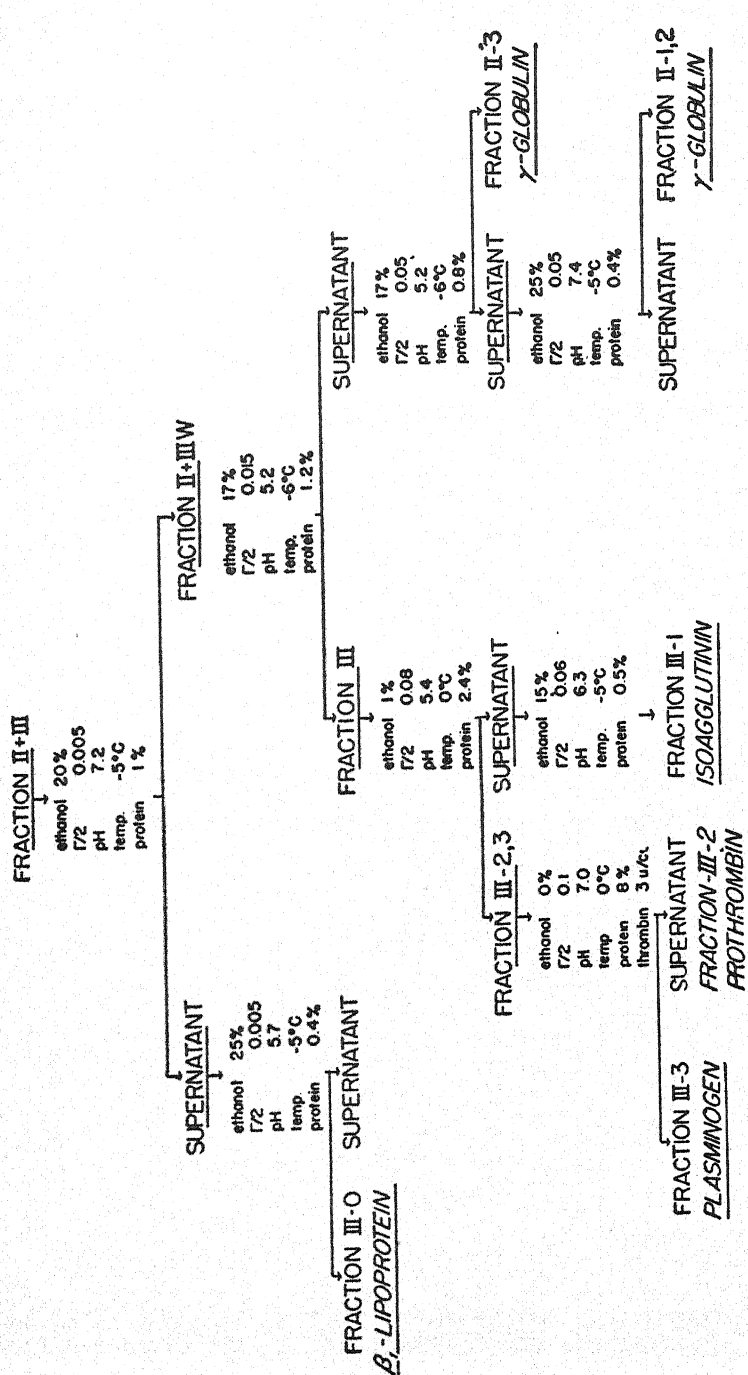 FRACTION II+III
ethanol 20%
Γ/2 0.005
pH 7.2
temp. -5°C
protein 1%
SUPERNATANT
ethanol 25%
Γ/2 0.005
pH 5.7
temp. -5°C
protein 0.4%
FRACTION III-O
β₁-LIPOPROTEIN
SUPERNATANT
FRACTION II+IIIW
ethanol 17%
Γ/2 0.015
pH 5.2
temp. -6°C
protein 1.2%
FRACTION III
ethanol 1%
Γ/2 0.08
pH 5.4
temp. 0°C
protein 2.4%
FRACTION III-2,3
ethanol 0%
Γ/2 0.1
pH 7.0
temp 0°C
protein 8%
thrombin 3 u/cc
FRACTION III-3
PLASMINOGEN
SUPERNATANT
FRACTION-III-2
PROTHROMBIN
SUPERNATANT
ethanol 15%
Γ/2 0.06
pH 6.3
temp. -5°C
protein 0.5%
FRACTION III-1
ISOAGGLUTININ
SUPERNATANT
ethanol 17%
Γ/2 0.05
pH 5.2
temp. -6°C
protein 0.8%
SUPERNATANT
ethanol 25%
Γ/2 0.05
pH 7.4
temp. -5°C
protein 0.4%
FRACTION II-3
γ-GLOBULIN
SUPERNATANT
FRACTION II-1,2
γ-GLOBULIN